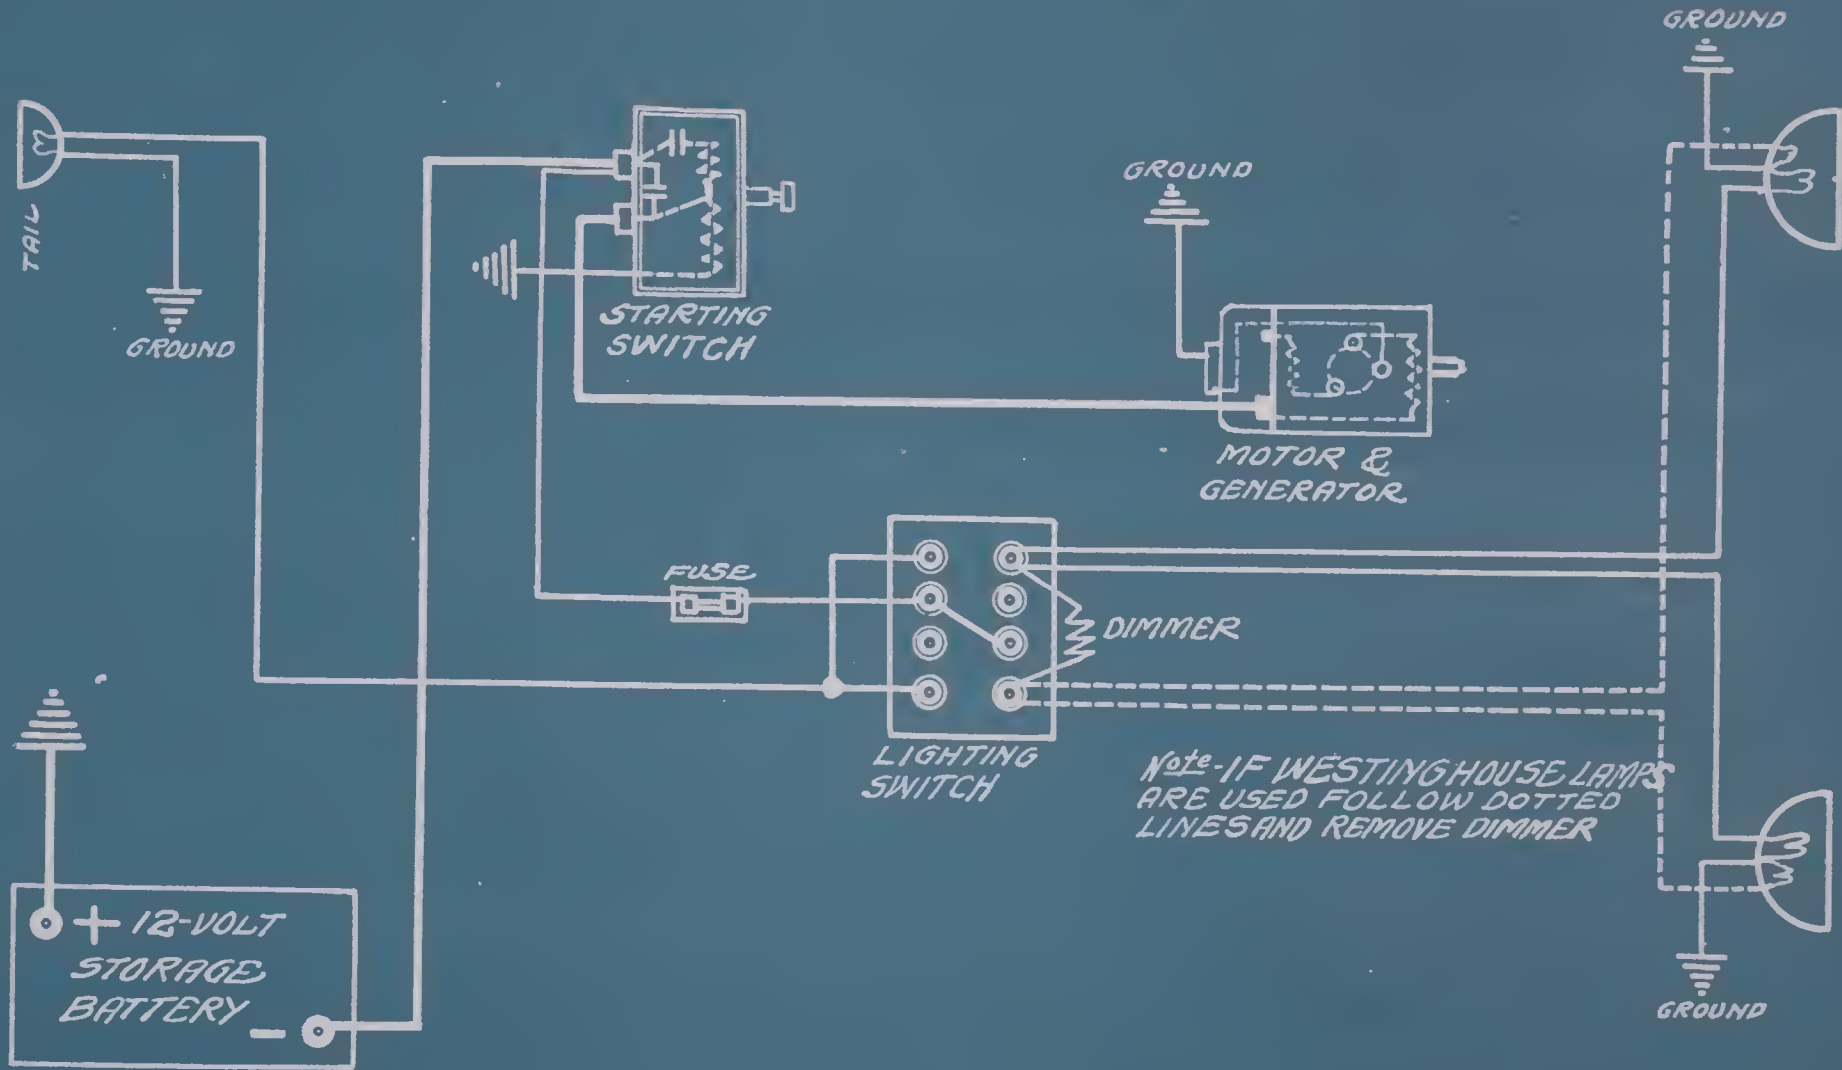 GROUND
TAIL
GROUND
STARTING
SWITCH
GROUND
MOTOR &
GENERATOR
FUSE
DIMMER
LIGHTING
SWITCH
Note-IF WESTINGHOUSE LAMPS
ARE USED FOLLOW DOTTED
LINES AND REMOVE DIMMER
+ 12-VOLT
STORAGE
BATTERY -
GROUND